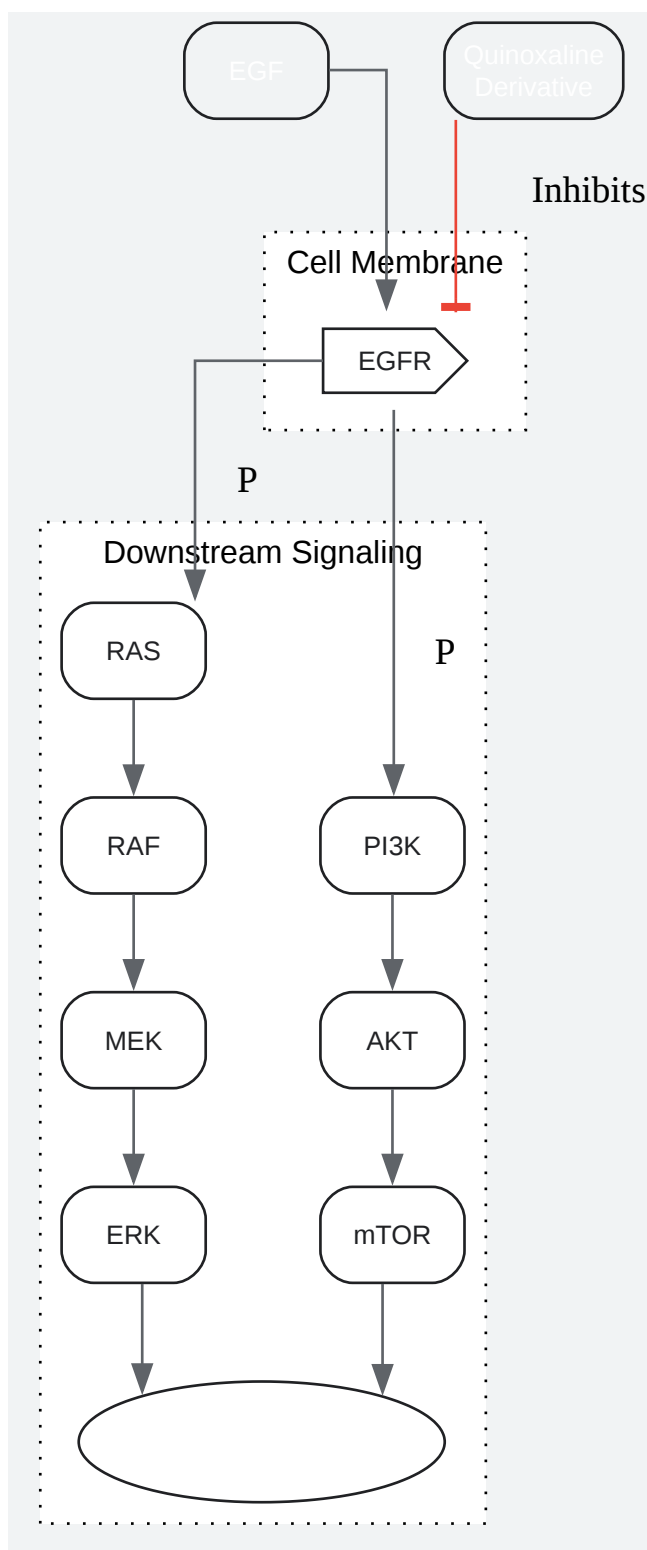 EGF
Quinoxaline
Derivative
Inhibits
Cell Membrane
EGFR
P
Downstream Signaling
RAS
P
RAF
PI3K
MEK
AKT
ERK
mTOR